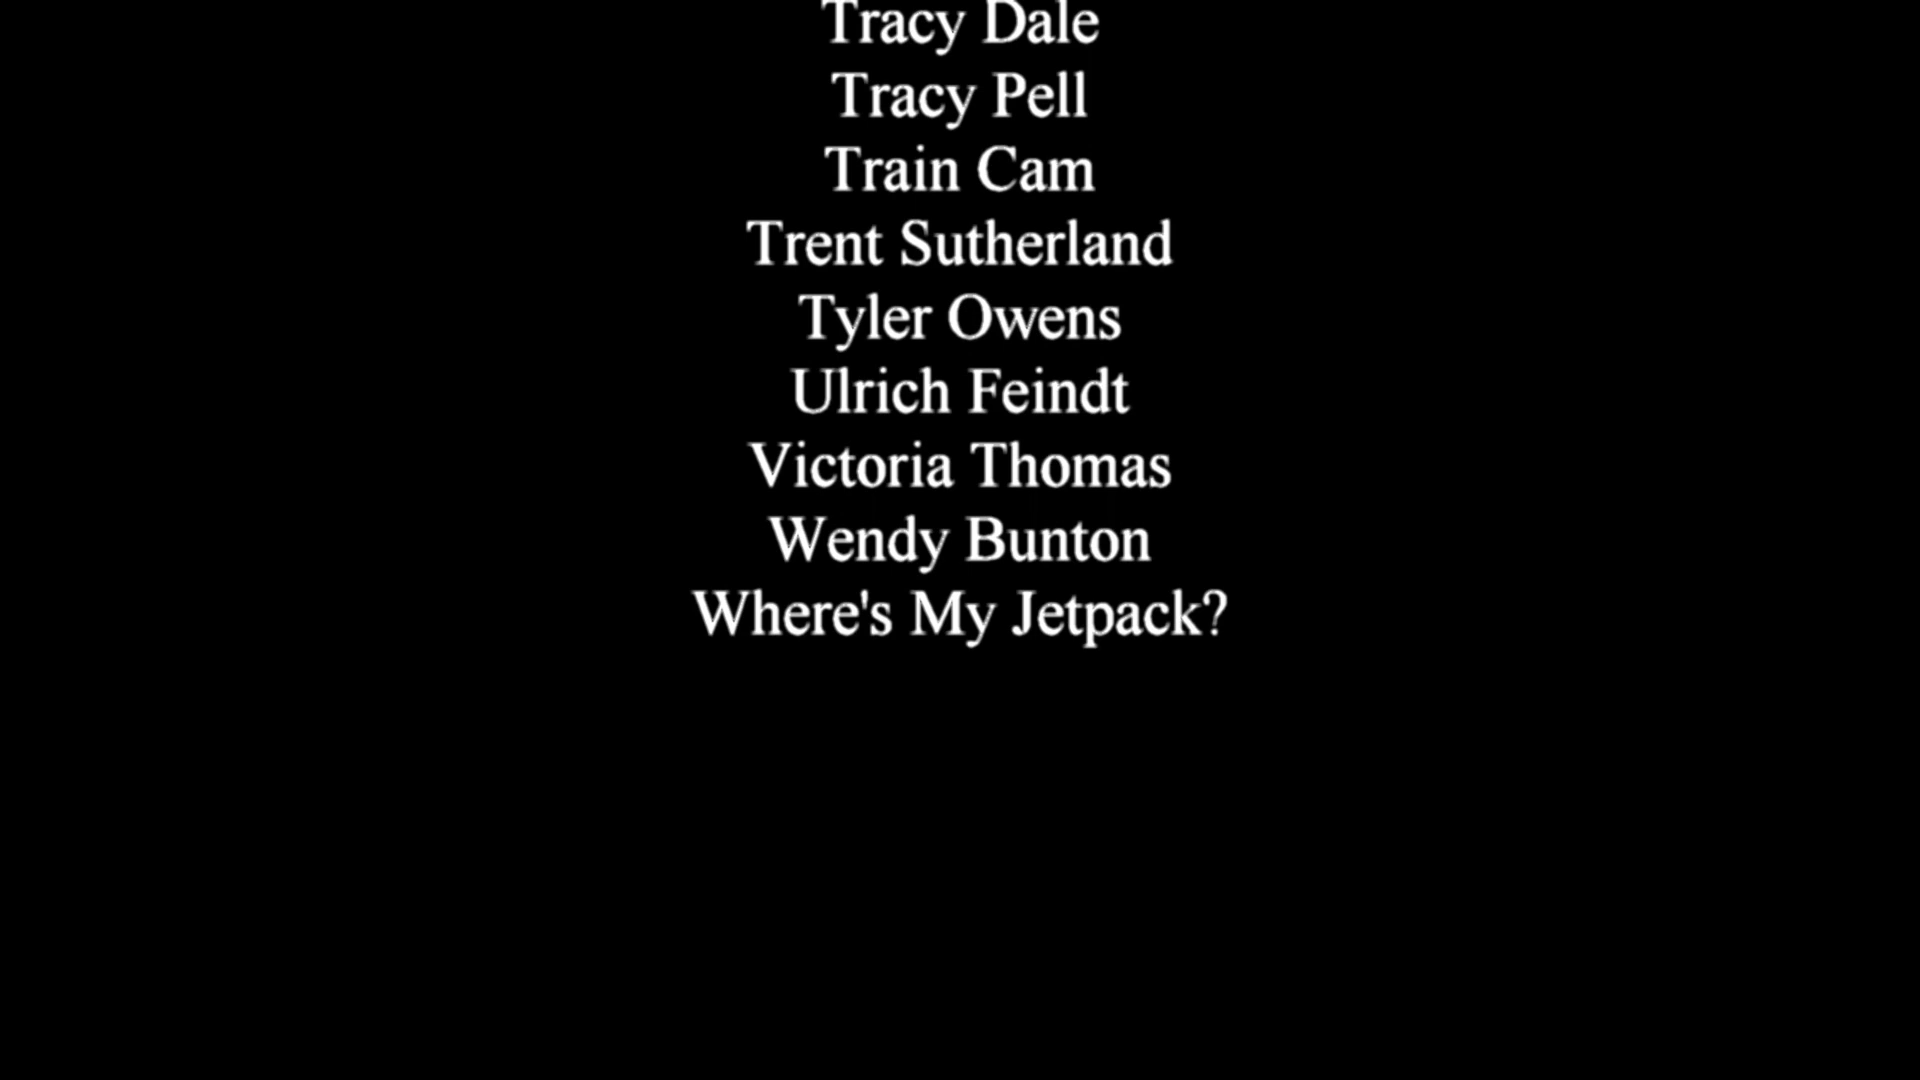 Tracy Dale
Tracy Pell
Train Cam
Trent Sutherland
Tyler Owens
Ulrich Feindt
Victoria Thomas
Wendy Bunton
Where's My Jetpack?